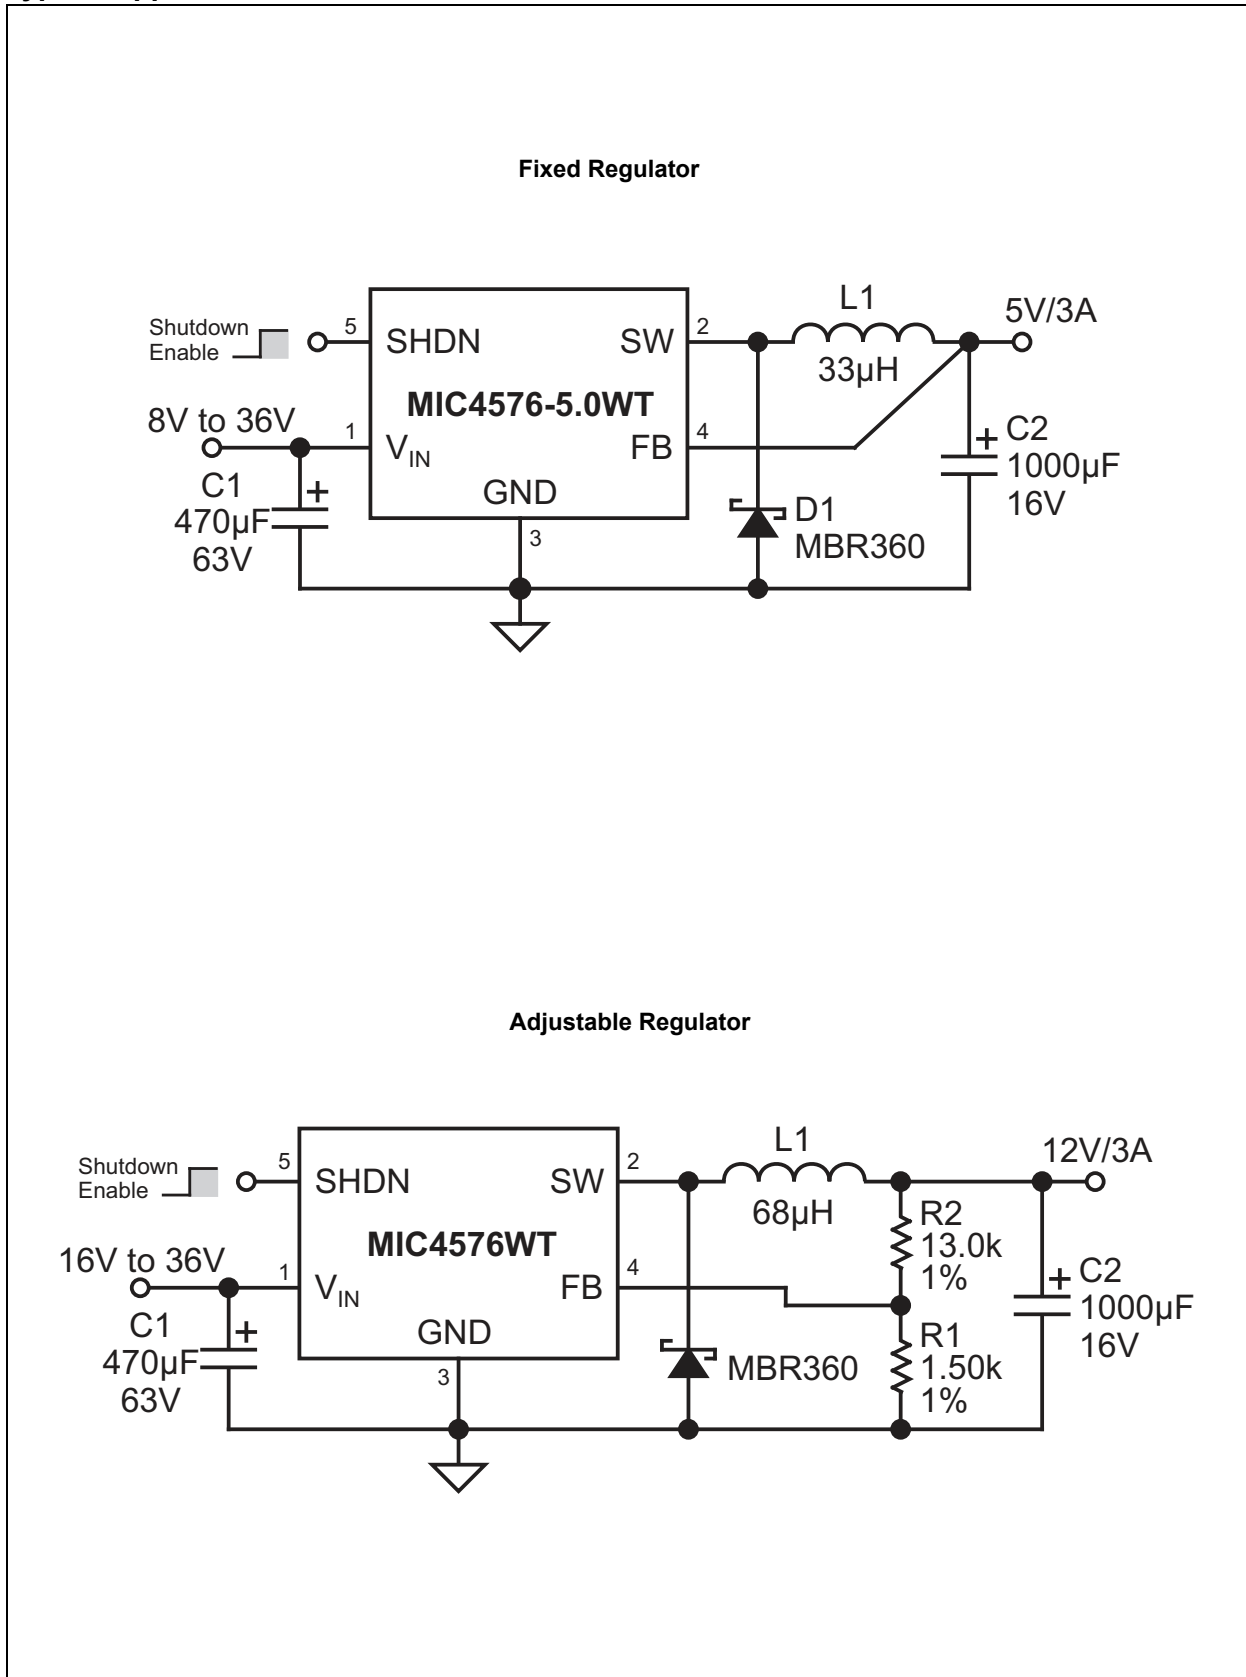 Fixed Regulator
Shutdown
Enable
5
SHDN
SW
2
L1
33µH
5V/3A
MIC4576-5.0WT
8V to 36V
1
VIN
FB
4
GND
3
C1
470µF
63V
+
D1
MBR360
+
C2
1000µF
16V
Adjustable Regulator
Shutdown
Enable
5
SHDN
SW
2
L1
68µH
12V/3A
MIC4576WT
16V to 36V
1
VIN
FB
4
GND
3
C1
470µF
63V
+
MBR360
R2
13.0k
1%
R1
1.50k
1%
+
C2
1000µF
16V